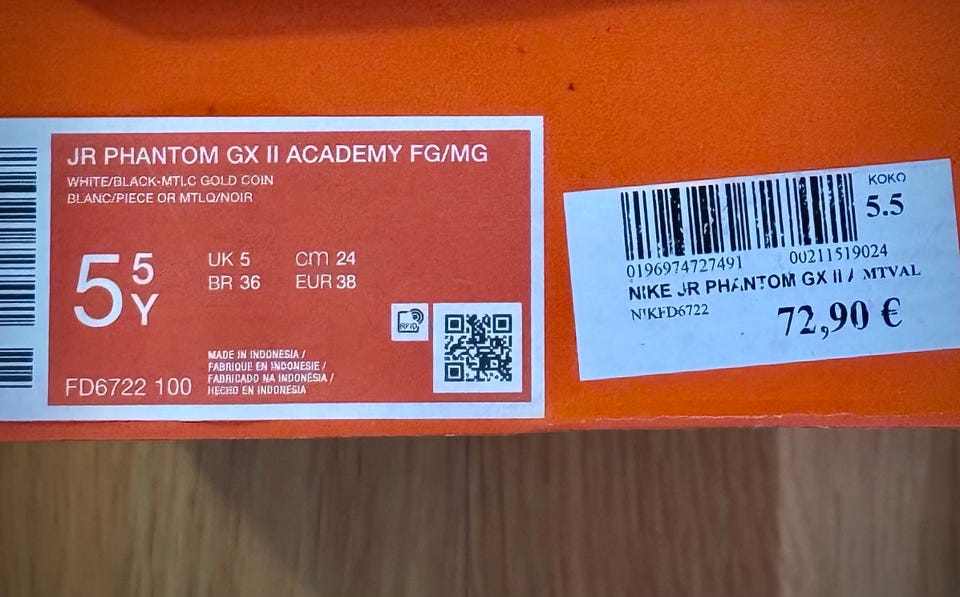 JR PHANTOM GX II ACADEMY FG/MG
WHITE/BLACK-MTLC GOLD COIN
BLANC/PIECE OR MTLQ/NOIR
5 5 Y
UK 5 cm 24
BR 36 EUR 38
RFID
MADE IN INDONESIA /
FABRIQUE EN INDONESIE /
FABRICADO NA INDONÉSIA /
HECHO EN INDONESIA
FD6722 100
KOKO
5.5
0196974727491 00211519024
NIKE JR PHANTOM GX II / MTVAL
NIKFD6722
72,90 €